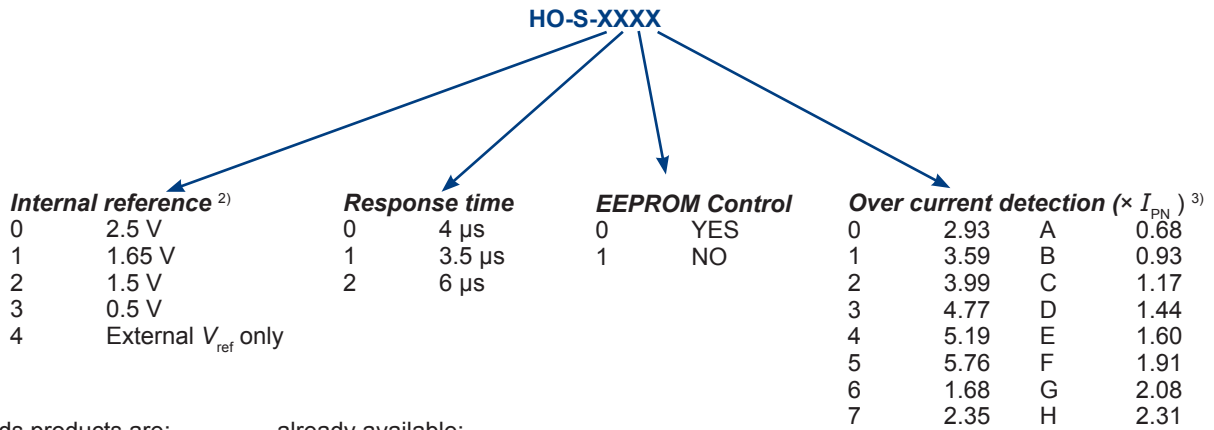 HO-S-XXXX
Internal reference 2) Response time EEPROM Control Over current detection (× IPN ) 3)
0 2.5 V 0 4 µs 0 YES 0 2.93 A 0.68
1 1.65 V 1 3.5 µs 1 NO 1 3.59 B 0.93
2 1.5 V 2 6 µs 2 3.99 C 1.17
3 0.5 V 3 4.77 D 1.44
4 External Vref only 4 5.19 E 1.60
5 5.76 F 1.91
6 1.68 G 2.08
7 2.35 H 2.31
products are: already available: